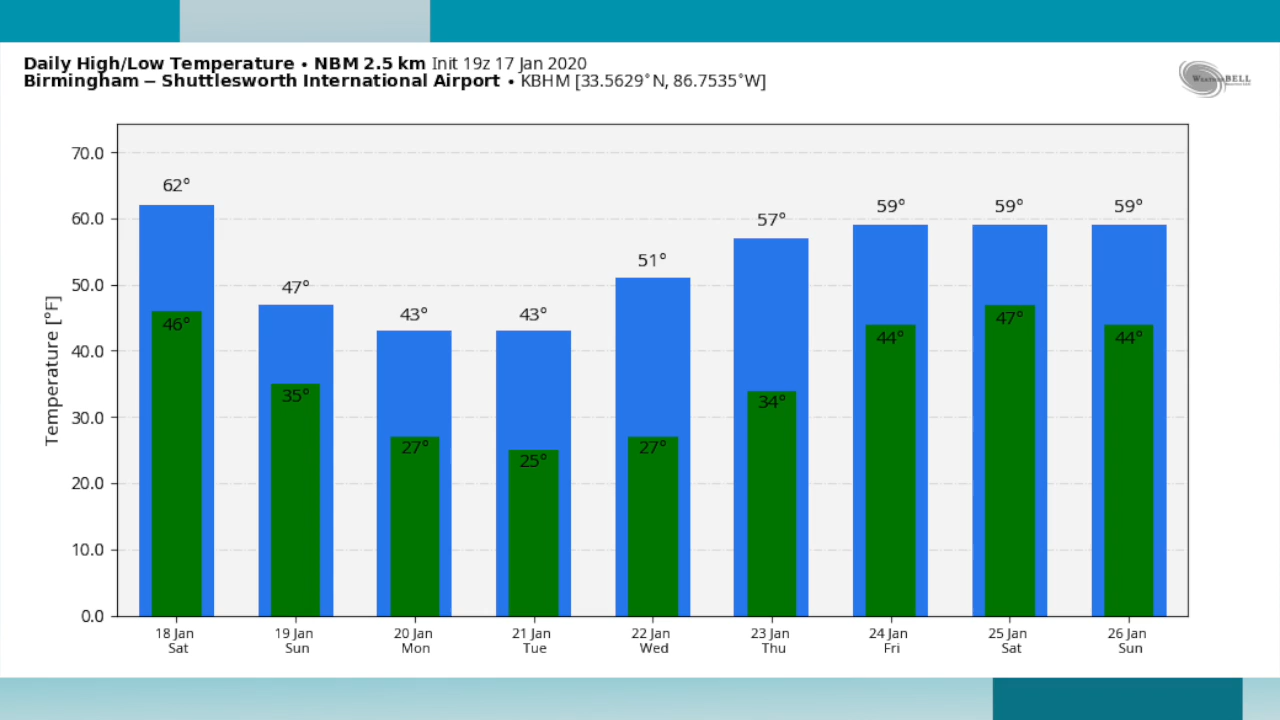 Daily High/Low Temperature • NBM 2.5 km Init 19z 17 Jan 2020
Birmingham – Shuttlesworth International Airport • KBHM [33.5629°N, 86.7535°W]
WeatherBELL
Temperature [°F]
70.0
60.0
50.0
40.0
30.0
20.0
10.0
0.0
62°
47°
43°
43°
51°
57°
59°
59°
59°
46°
35°
27°
25°
27°
34°
44°
47°
44°
18 Jan
Sat
19 Jan
Sun
20 Jan
Mon
21 Jan
Tue
22 Jan
Wed
23 Jan
Thu
24 Jan
Fri
25 Jan
Sat
26 Jan
Sun